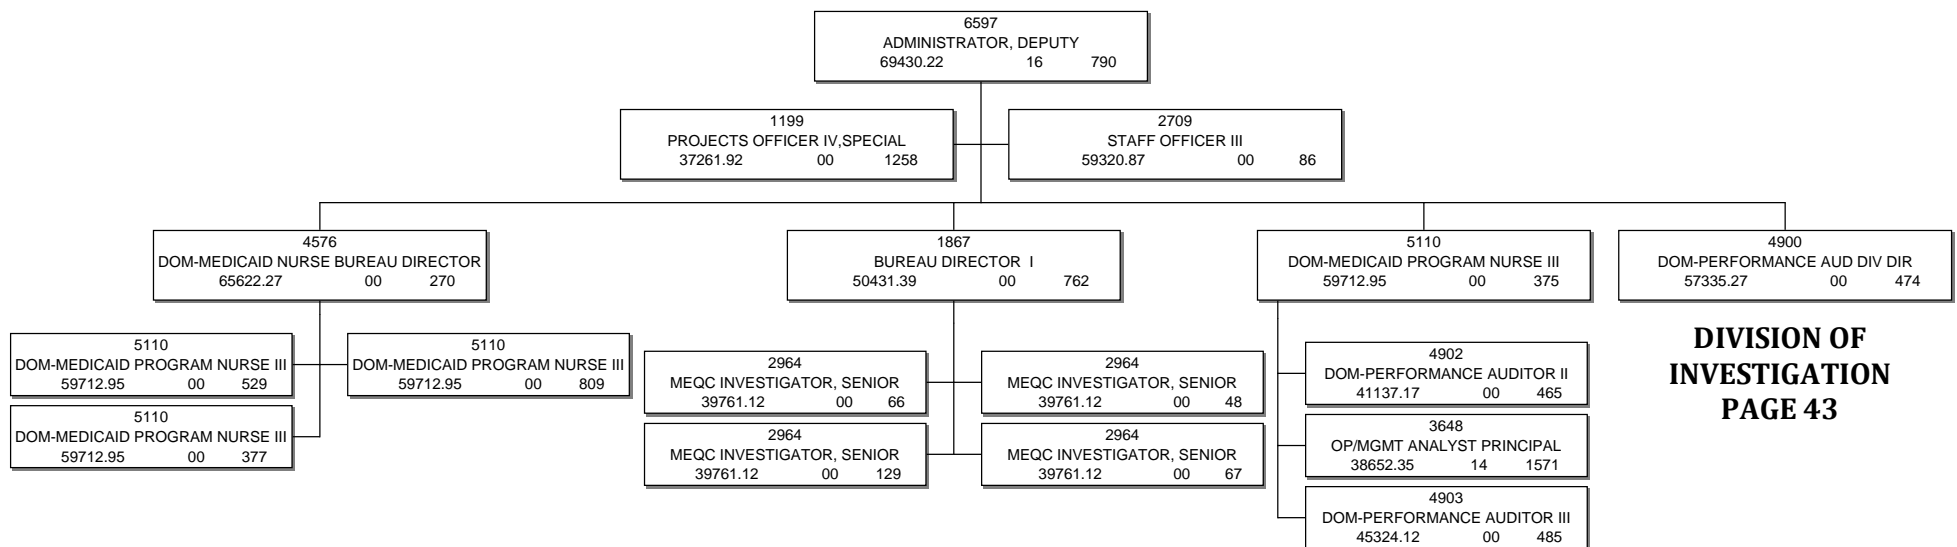 6597
ADMINISTRATOR, DEPUTY
69430.22 16 790
1199
PROJECTS OFFICER IV,SPECIAL
37261.92 00 1258
2709
STAFF OFFICER III
59320.87 00 86
4576
DOM-MEDICAID NURSE BUREAU DIRECTOR
65622.27 00 270
1867
BUREAU DIRECTOR I
50431.39 00 762
5110
DOM-MEDICAID PROGRAM NURSE III
59712.95 00 375
4900
DOM-PERFORMANCE AUD DIV DIR
57335.27 00 474
5110
DOM-MEDICAID PROGRAM NURSE III
59712.95 00 529
5110
DOM-MEDICAID PROGRAM NURSE III
59712.95 00 809
5110
DOM-MEDICAID PROGRAM NURSE III
59712.95 00 377
2964
MEQC INVESTIGATOR, SENIOR
39761.12 00 66
2964
MEQC INVESTIGATOR, SENIOR
39761.12 00 48
2964
MEQC INVESTIGATOR, SENIOR
39761.12 00 129
2964
MEQC INVESTIGATOR, SENIOR
39761.12 00 67
4902
DOM-PERFORMANCE AUDITOR II
41137.17 00 465
3648
OP/MGMT ANALYST PRINCIPAL
38652.35 14 1571
4903
DOM-PERFORMANCE AUDITOR III
45324.12 00 485
DIVISION OF
INVESTIGATION
PAGE 43